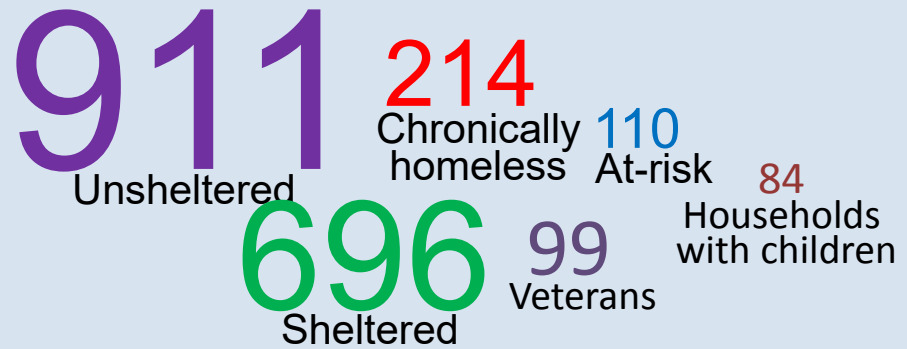 911
Unsheltered
214
Chronically
homeless
110
At-risk
84
Households
with children
696
Sheltered
99
Veterans